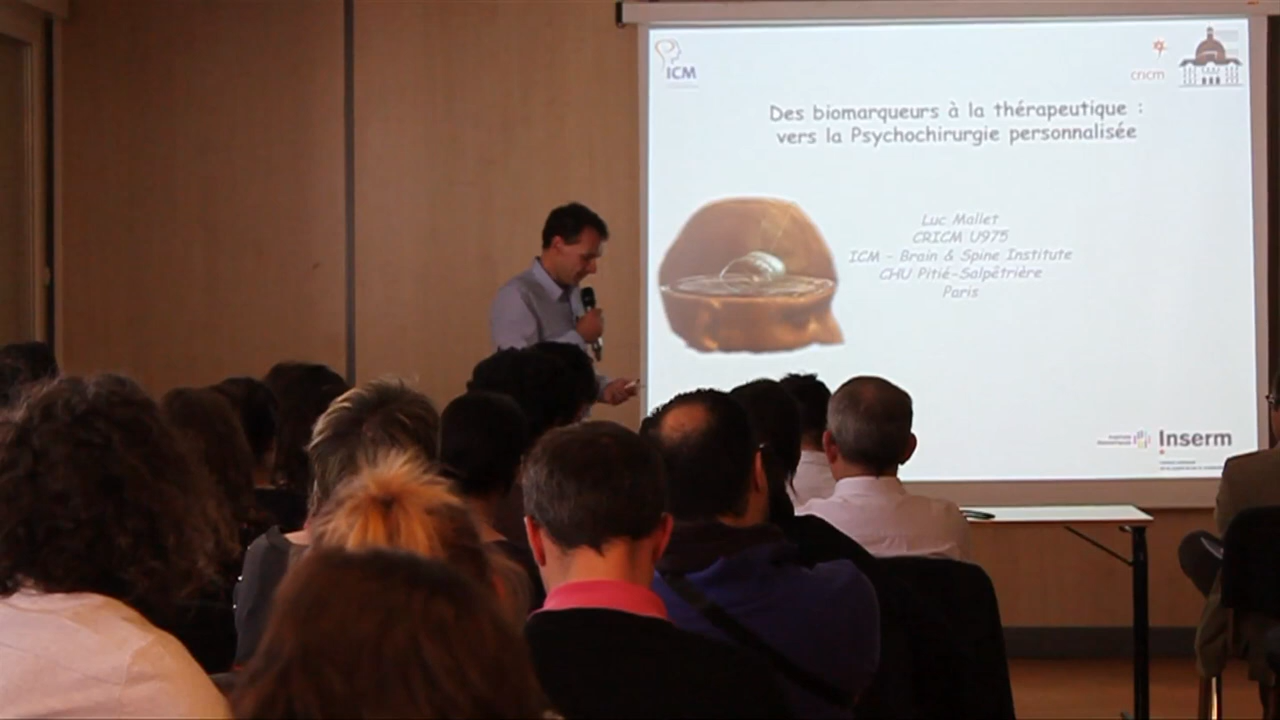 ICM
cricm
Des biomarqueurs à la thérapeutique :
vers la Psychochirurgie personnalisée
Luc Mallet
CRICM U975
ICM - Brain & Spine Institute
CHU Pitié-Salpêtrière
Paris
Inserm